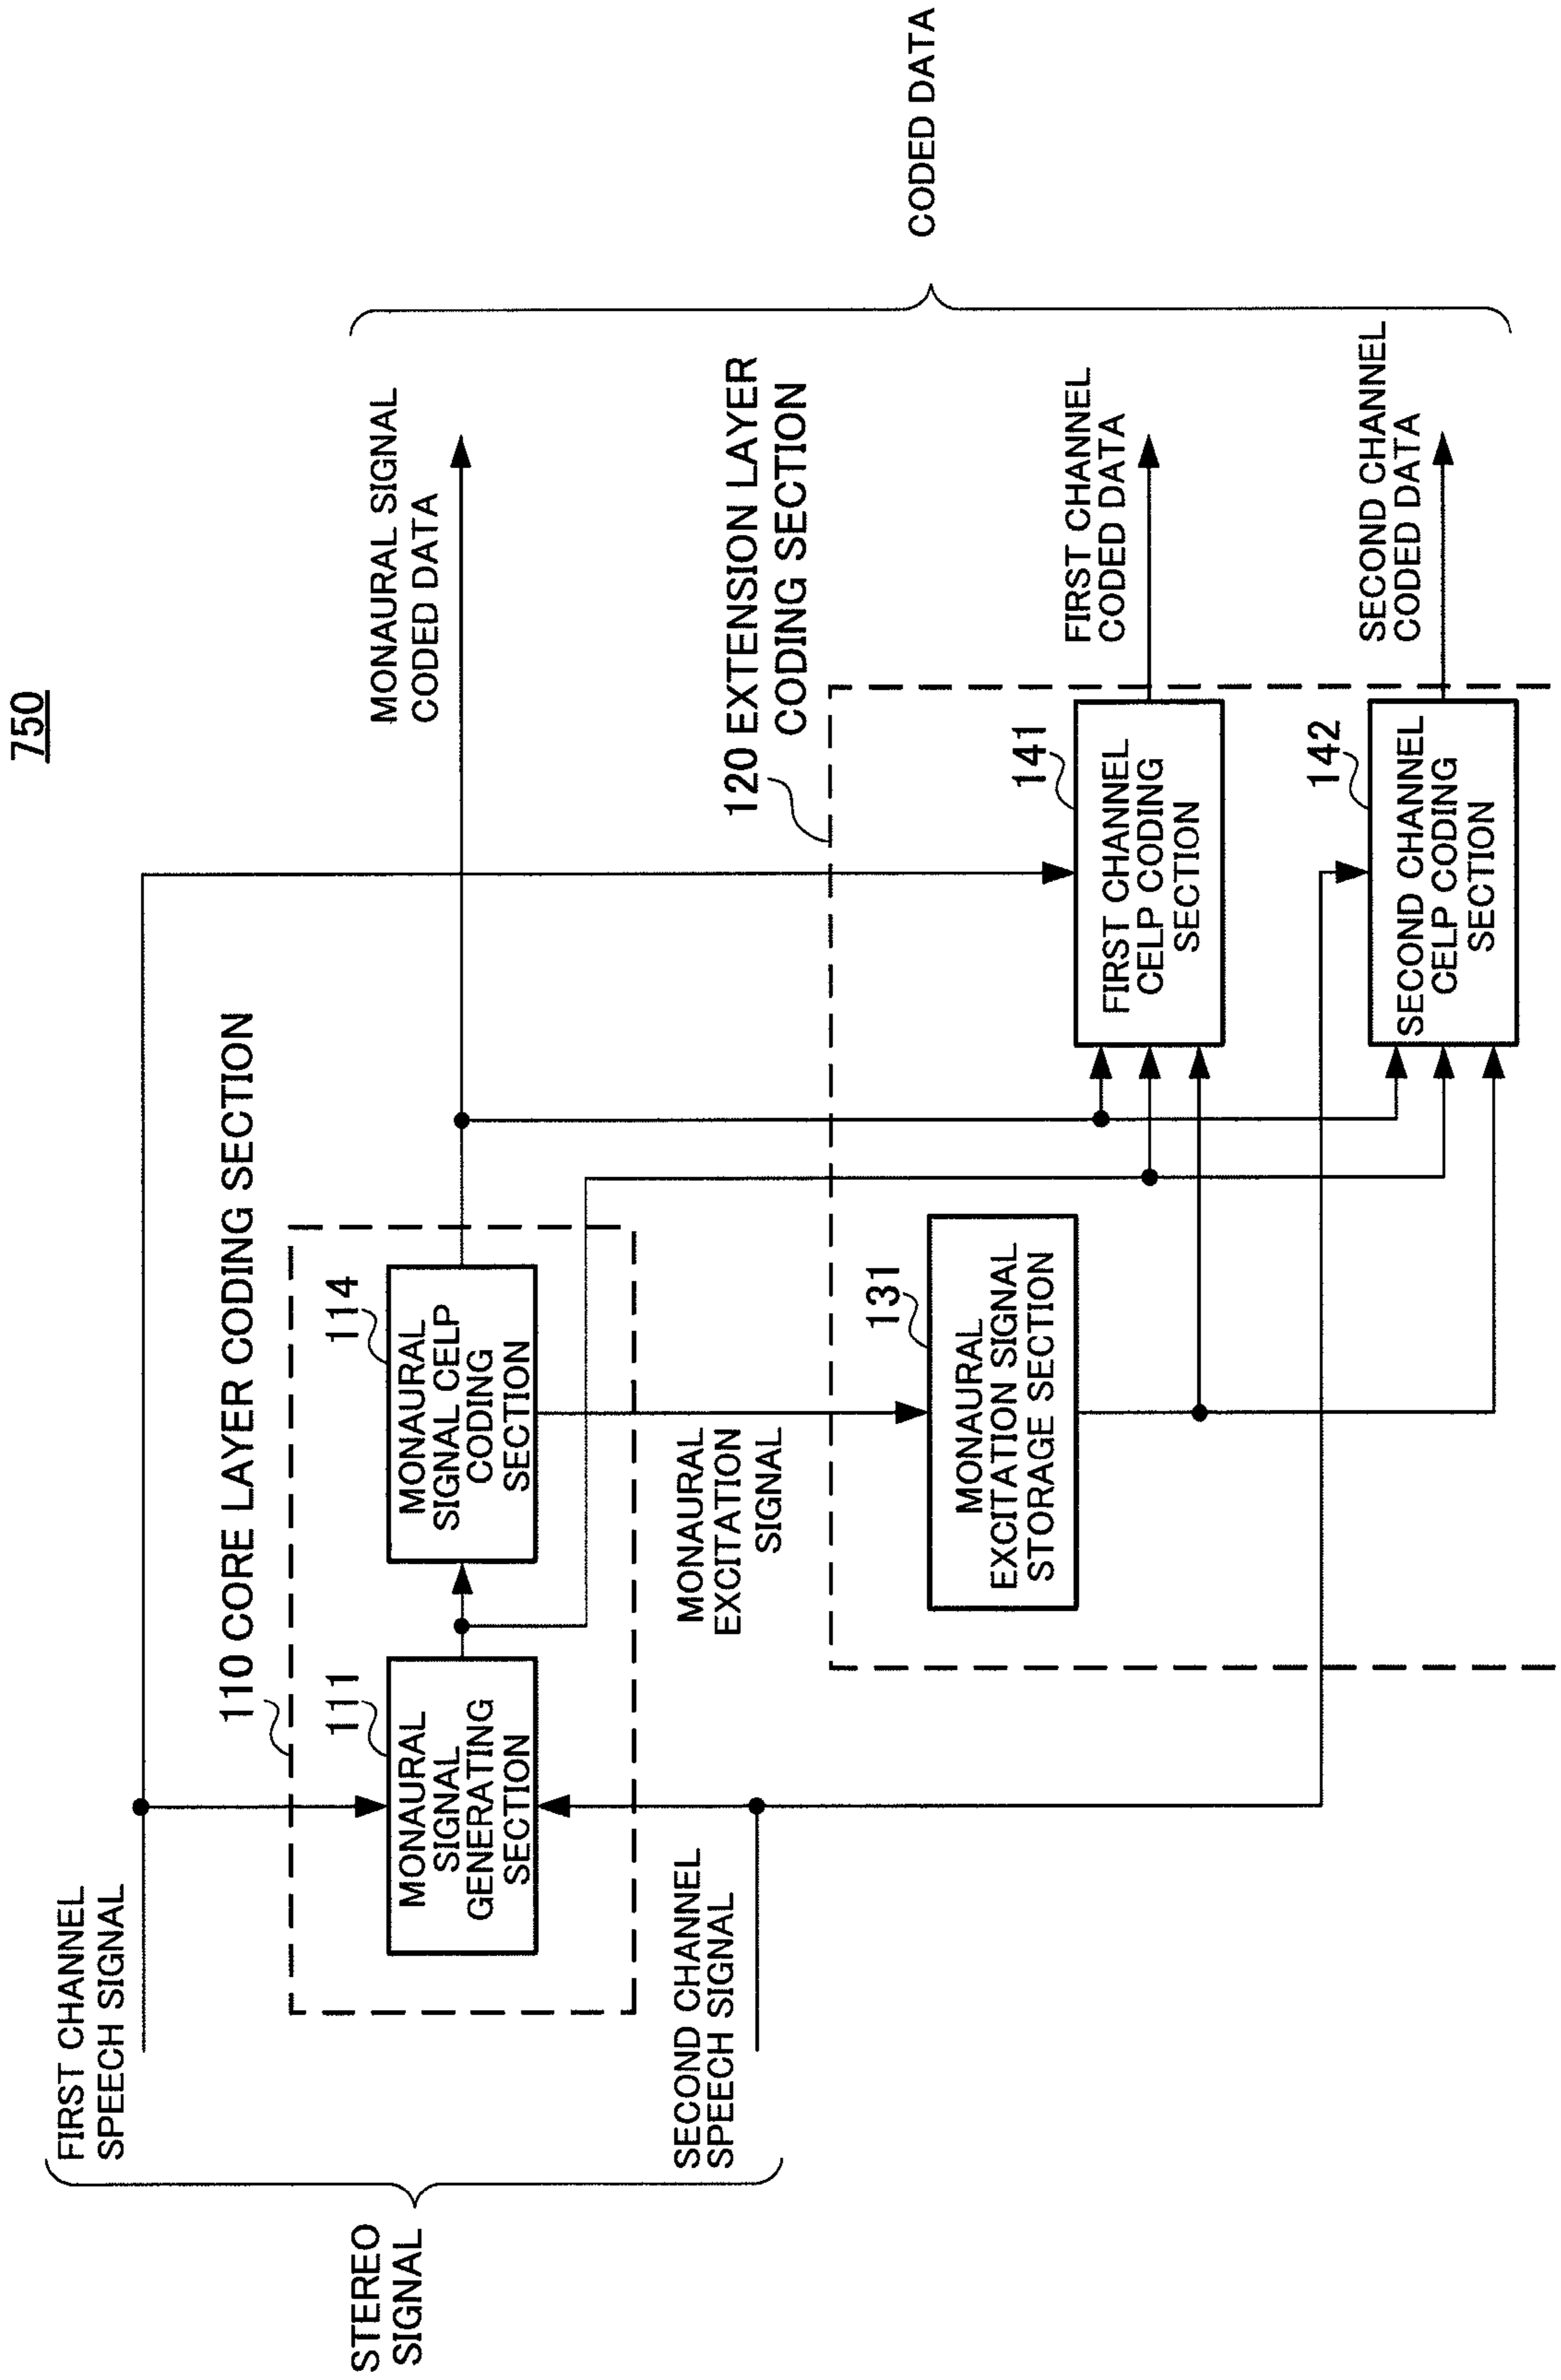 750
STEREO
SIGNAL
FIRST CHANNEL
SPEECH SIGNAL
SECOND CHANNEL
SPEECH SIGNAL
110 CORE LAYER CODING SECTION
111
MONAURAL
SIGNAL
GENERATING
SECTION
114
MONAURAL
SIGNAL CELP
CODING
SECTION
MONAURAL SIGNAL
CODED DATA
MONAURAL
EXCITATION
SIGNAL
120 EXTENSION LAYER
CODING SECTION
131
MONAURAL
EXCITATION SIGNAL
STORAGE SECTION
141
FIRST CHANNEL
CELP CODING
SECTION
FIRST CHANNEL
CODED DATA
142
SECOND CHANNEL
CELP CODING
SECTION
SECOND CHANNEL
CODED DATA
CODED DATA